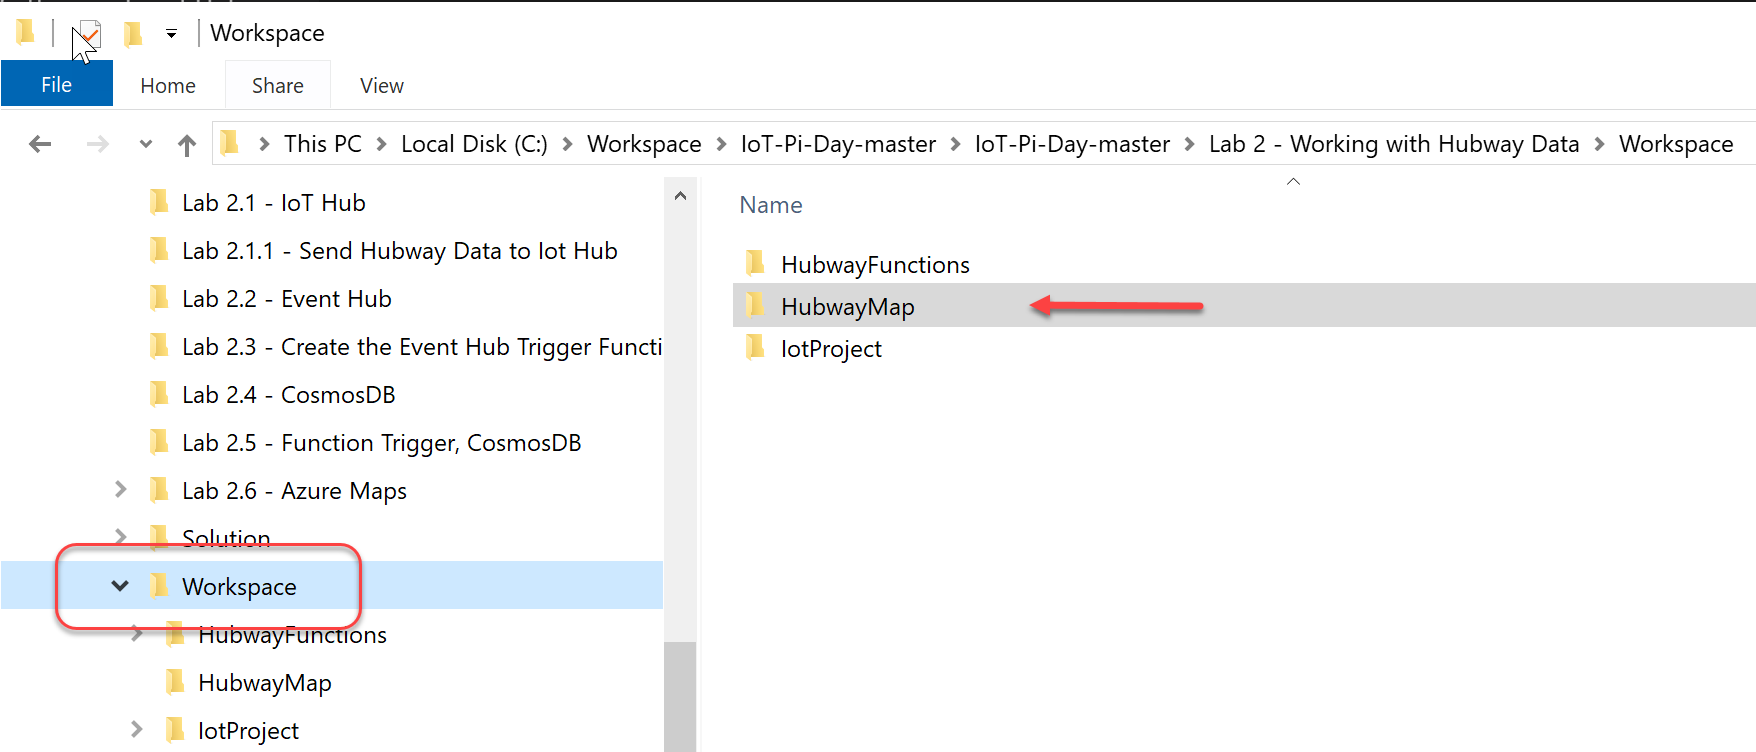 Workspace
File Home Share View
This PC Local Disk (C:) Workspace IoT-Pi-Day-master IoT-Pi-Day-master Lab 2 - Working with Hubway Data Workspace
Lab 2.1 - IoT Hub
Lab 2.1.1 - Send Hubway Data to Iot Hub
Lab 2.2 - Event Hub
Lab 2.3 - Create the Event Hub Trigger Functi
Lab 2.4 - CosmosDB
Lab 2.5 - Function Trigger, CosmosDB
Lab 2.6 - Azure Maps
Solution
Workspace
HubwayFunctions
HubwayMap
IotProject
Name
HubwayFunctions
HubwayMap
IotProject